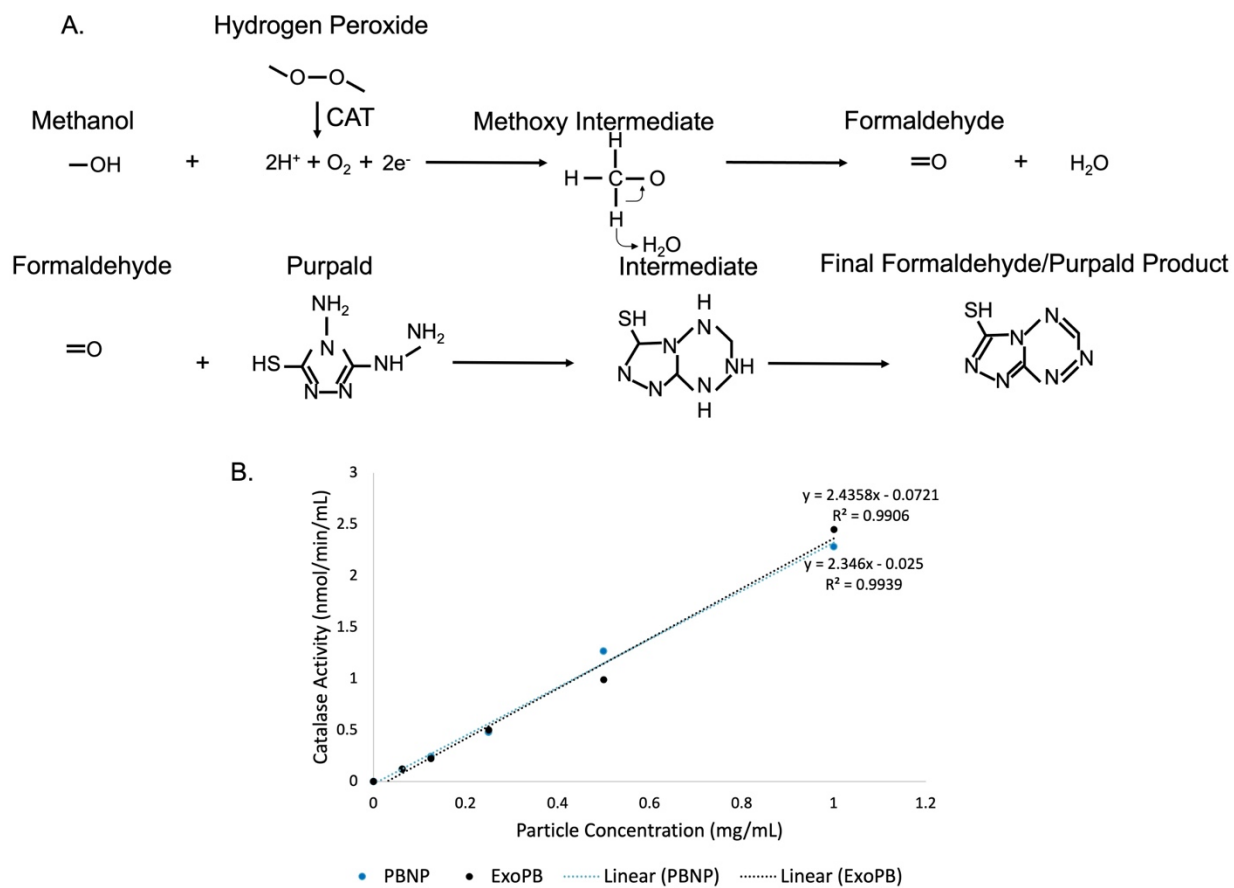 A.
Hydrogen Peroxide
O O
CAT
Methanol
Methoxy Intermediate
Formaldehyde
OH + 2H⁺ + O₂ + 2e⁻
H
H C O
H
H₂O
=O + H₂O
Formaldehyde
Purpald
Intermediate
Final Formaldehyde/Purpald Product
=O
+
NH₂
N
HS
NH
NH₂
N N
SH
H
N
N
N
N
NH
N
H
SH
N
N
N
N
N
N
B.
Catalase Activity (nmol/min/mL)
3
2.5
2
1.5
1
0.5
0
y = 2.4358x - 0.0721
R² = 0.9906
y = 2.346x - 0.025
R² = 0.9939
0 0.2 0.4 0.6 0.8 1 1.2
Particle Concentration (mg/mL)
PBNP ExoPB Linear (PBNP) Linear (ExoPB)